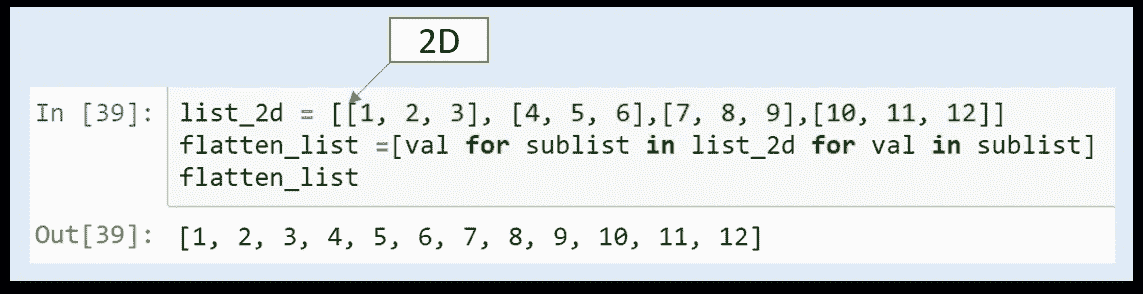 2D
In [39]: list_2d = [[1, 2, 3], [4, 5, 6],[7, 8, 9],[10, 11, 12]]
flatten_list =[val for sublist in list_2d for val in sublist]
flatten_list
Out[39]: [1, 2, 3, 4, 5, 6, 7, 8, 9, 10, 11, 12]